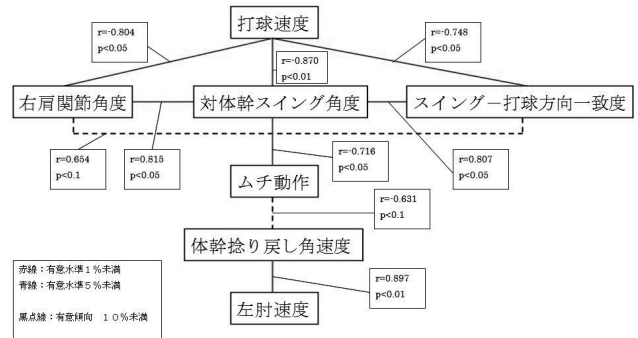 打球速度
r=-0.804
p<0.05
r=-0.870
p<0.01
r=-0.748
p<0.05
右肩関節角度
対体幹スイング角度
スイング－打球方向一致度
r=0.654
p<0.1
r=0.815
p<0.05
r=-0.716
p<0.05
r=0.807
p<0.05
ムチ動作
r=-0.631
p<0.1
体幹捻り戻し角速度
r=0.897
p<0.01
左肘速度
赤線：有意水準１％未満
青線：有意水準５％未満
黒点線：有意傾向　１０％未満